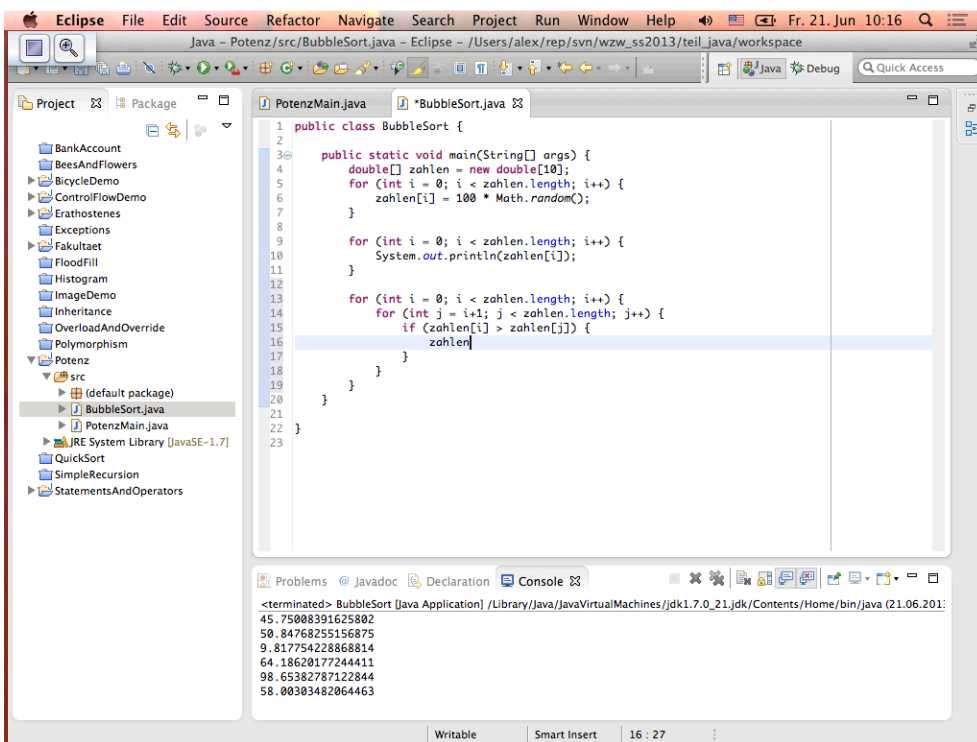 Eclipse File Edit Source Refactor Navigate Search Project Run Window Help Fr. 21. Jun 10:16
Java – Potenz/src/BubbleSort.java – Eclipse – /Users/alex/rep/svn/wzw_ss2013/teil_java/workspace
Java Debug Quick Access
Project Package
BankAccount
BeesAndFlowers
BicycleDemo
ControlFlowDemo
Erathostenes
Exceptions
Fakultaet
FloodFill
Histogram
ImageDemo
Inheritance
OverloadAndOverride
Polymorphism
Potenz
src
(default package)
BubbleSort.java
PotenzMain.java
JRE System Library [JavaSE-1.7]
QuickSort
SimpleRecursion
StatementsAndOperators
PotenzMain.java *BubbleSort.java
1 public class BubbleSort {
2
3 public static void main(String[] args) {
4 double[] zahlen = new double[10];
5 for (int i = 0; i < zahlen.length; i++) {
6 zahlen[i] = 100 * Math.random();
7 }
8
9 for (int i = 0; i < zahlen.length; i++) {
10 System.out.println(zahlen[i]);
11 }
12
13 for (int i = 0; i < zahlen.length; i++) {
14 for (int j = i+1; j < zahlen.length; j++) {
15 if (zahlen[i] > zahlen[j]) {
16 zahlen
17 }
18 }
19 }
20 }
21
22 }
23
Problems @ Javadoc Declaration Console
<terminated> BubbleSort [Java Application] /Library/Java/JavaVirtualMachines/jdk1.7.0_21.jdk/Contents/Home/bin/java (21.06.201
45.75008391625802
50.84768255156875
9.817754228868814
64.18620177244411
98.65382787122844
58.00303482064463
Writable Smart Insert 16 : 27